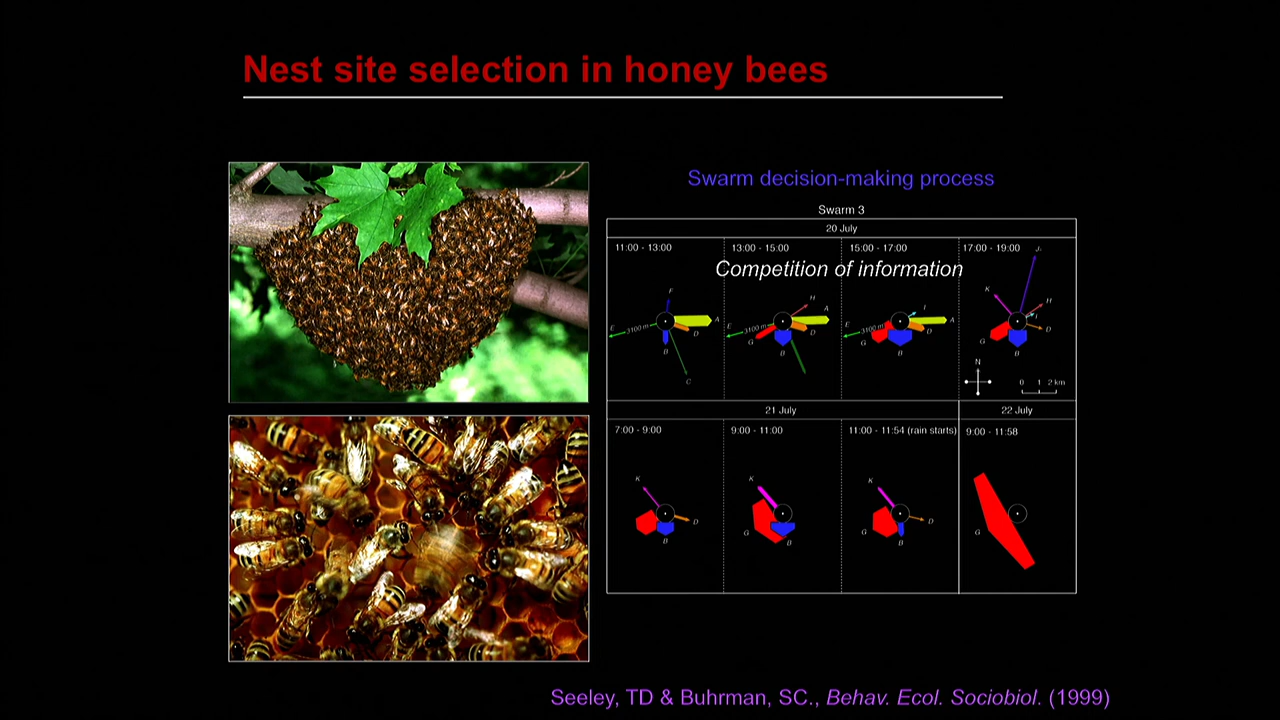 Nest site selection in honey bees
Swarm decision-making process
Swarm 3
20 July
11:00 - 13:00
13:00 - 15:00
15:00 - 17:00
17:00 - 19:00
Competition of information
F
E
3100 m
A
D
B
C
H
E
3100 m
A
D
G
B
I
E
3100 m
A
D
G
B
J
K
H
I
D
G
B
N
0 1 2 km
21 July
22 July
7:00 - 9:00
9:00 - 11:00
11:00 - 11:54 (rain starts)
9:00 - 11:58
K
D
B
K
G
B
K
D
G
B
G
Seeley, TD & Buhrman, SC., Behav. Ecol. Sociobiol. (1999)